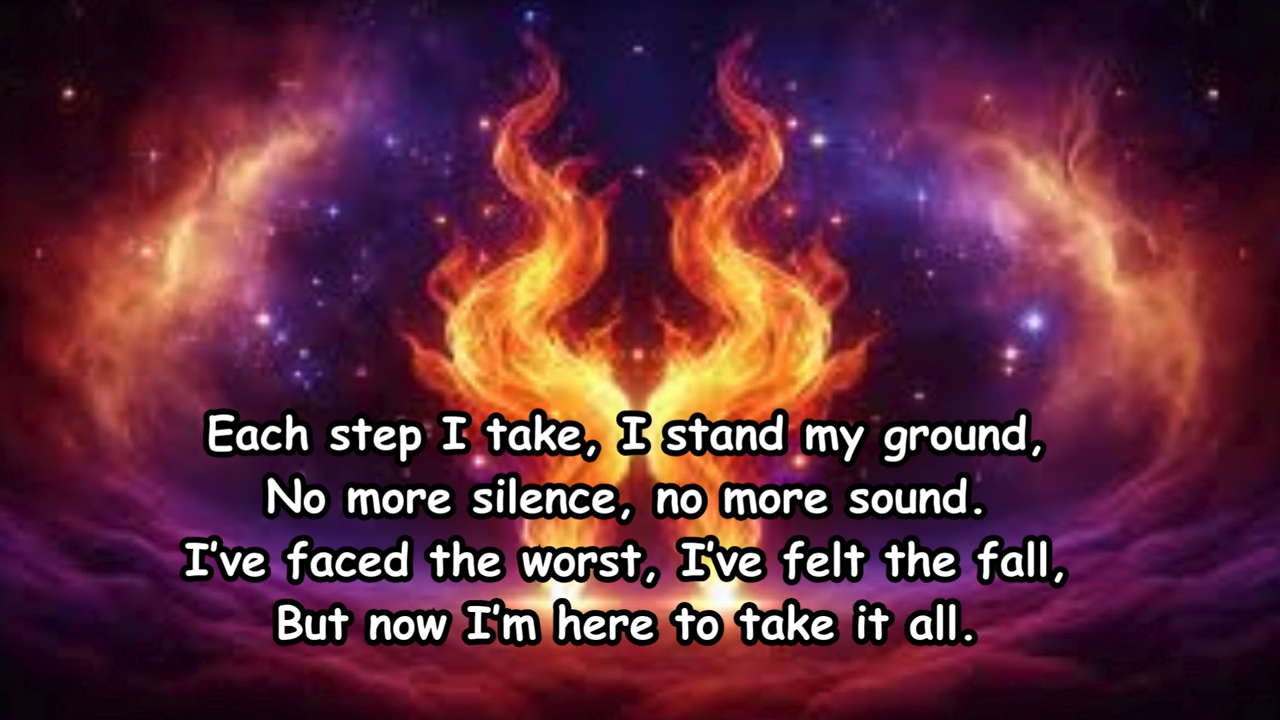 Each step I take, I stand my ground,
No more silence, no more sound.
I've faced the worst, I've felt the fall,
But now I'm here to take it all.